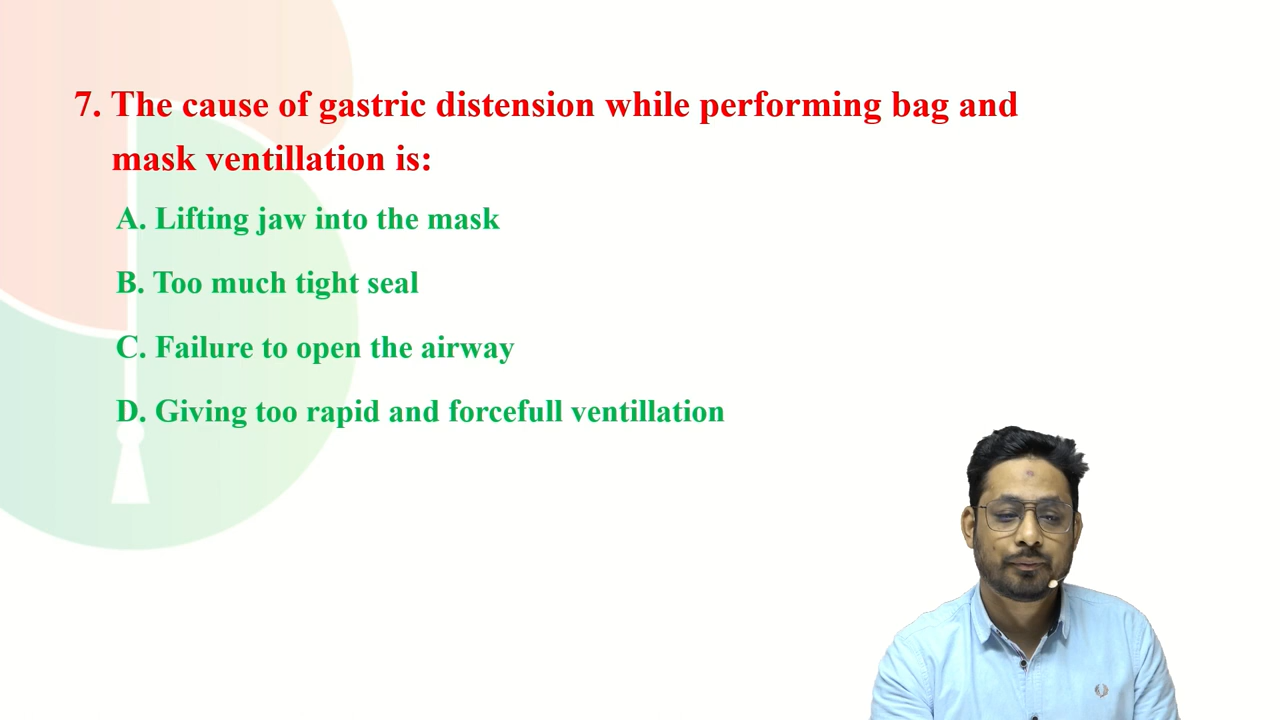 7. The cause of gastric distension while performing bag and
mask ventillation is:
A. Lifting jaw into the mask
B. Too much tight seal
C. Failure to open the airway
D. Giving too rapid and forcefull ventillation